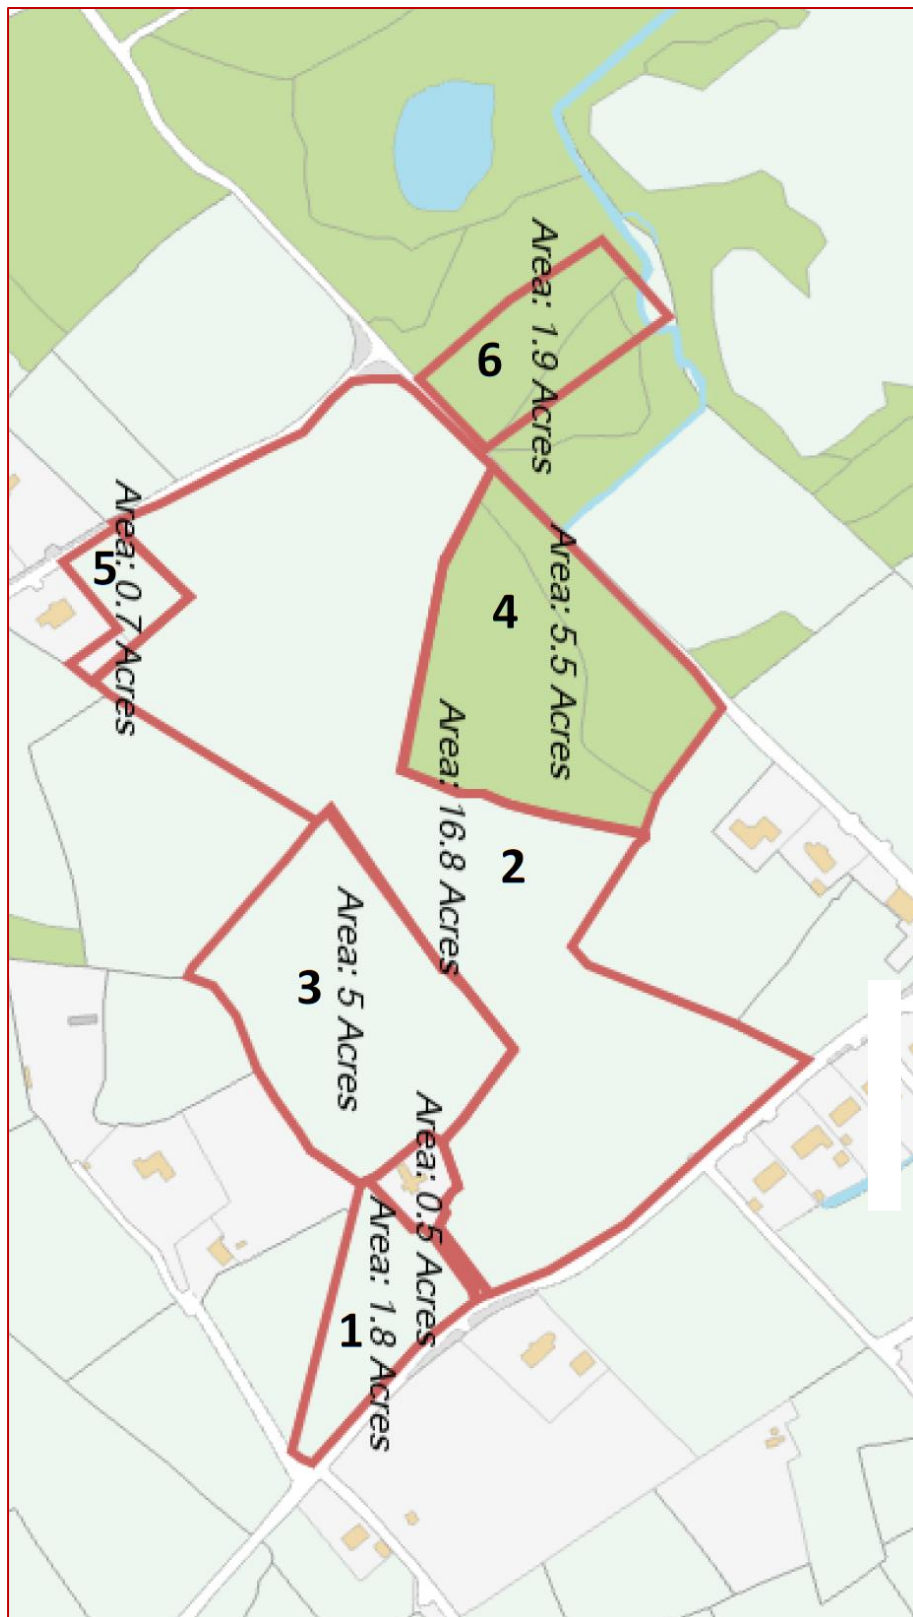 Area: 1.9 Acres
6
Area: 0.7 Acres
5
Area: 5.5 Acres
4
Area: 16.8 Acres
2
Area: 5 Acres
3
Area: 0.5 Acres
Area: 1.8 Acres
1